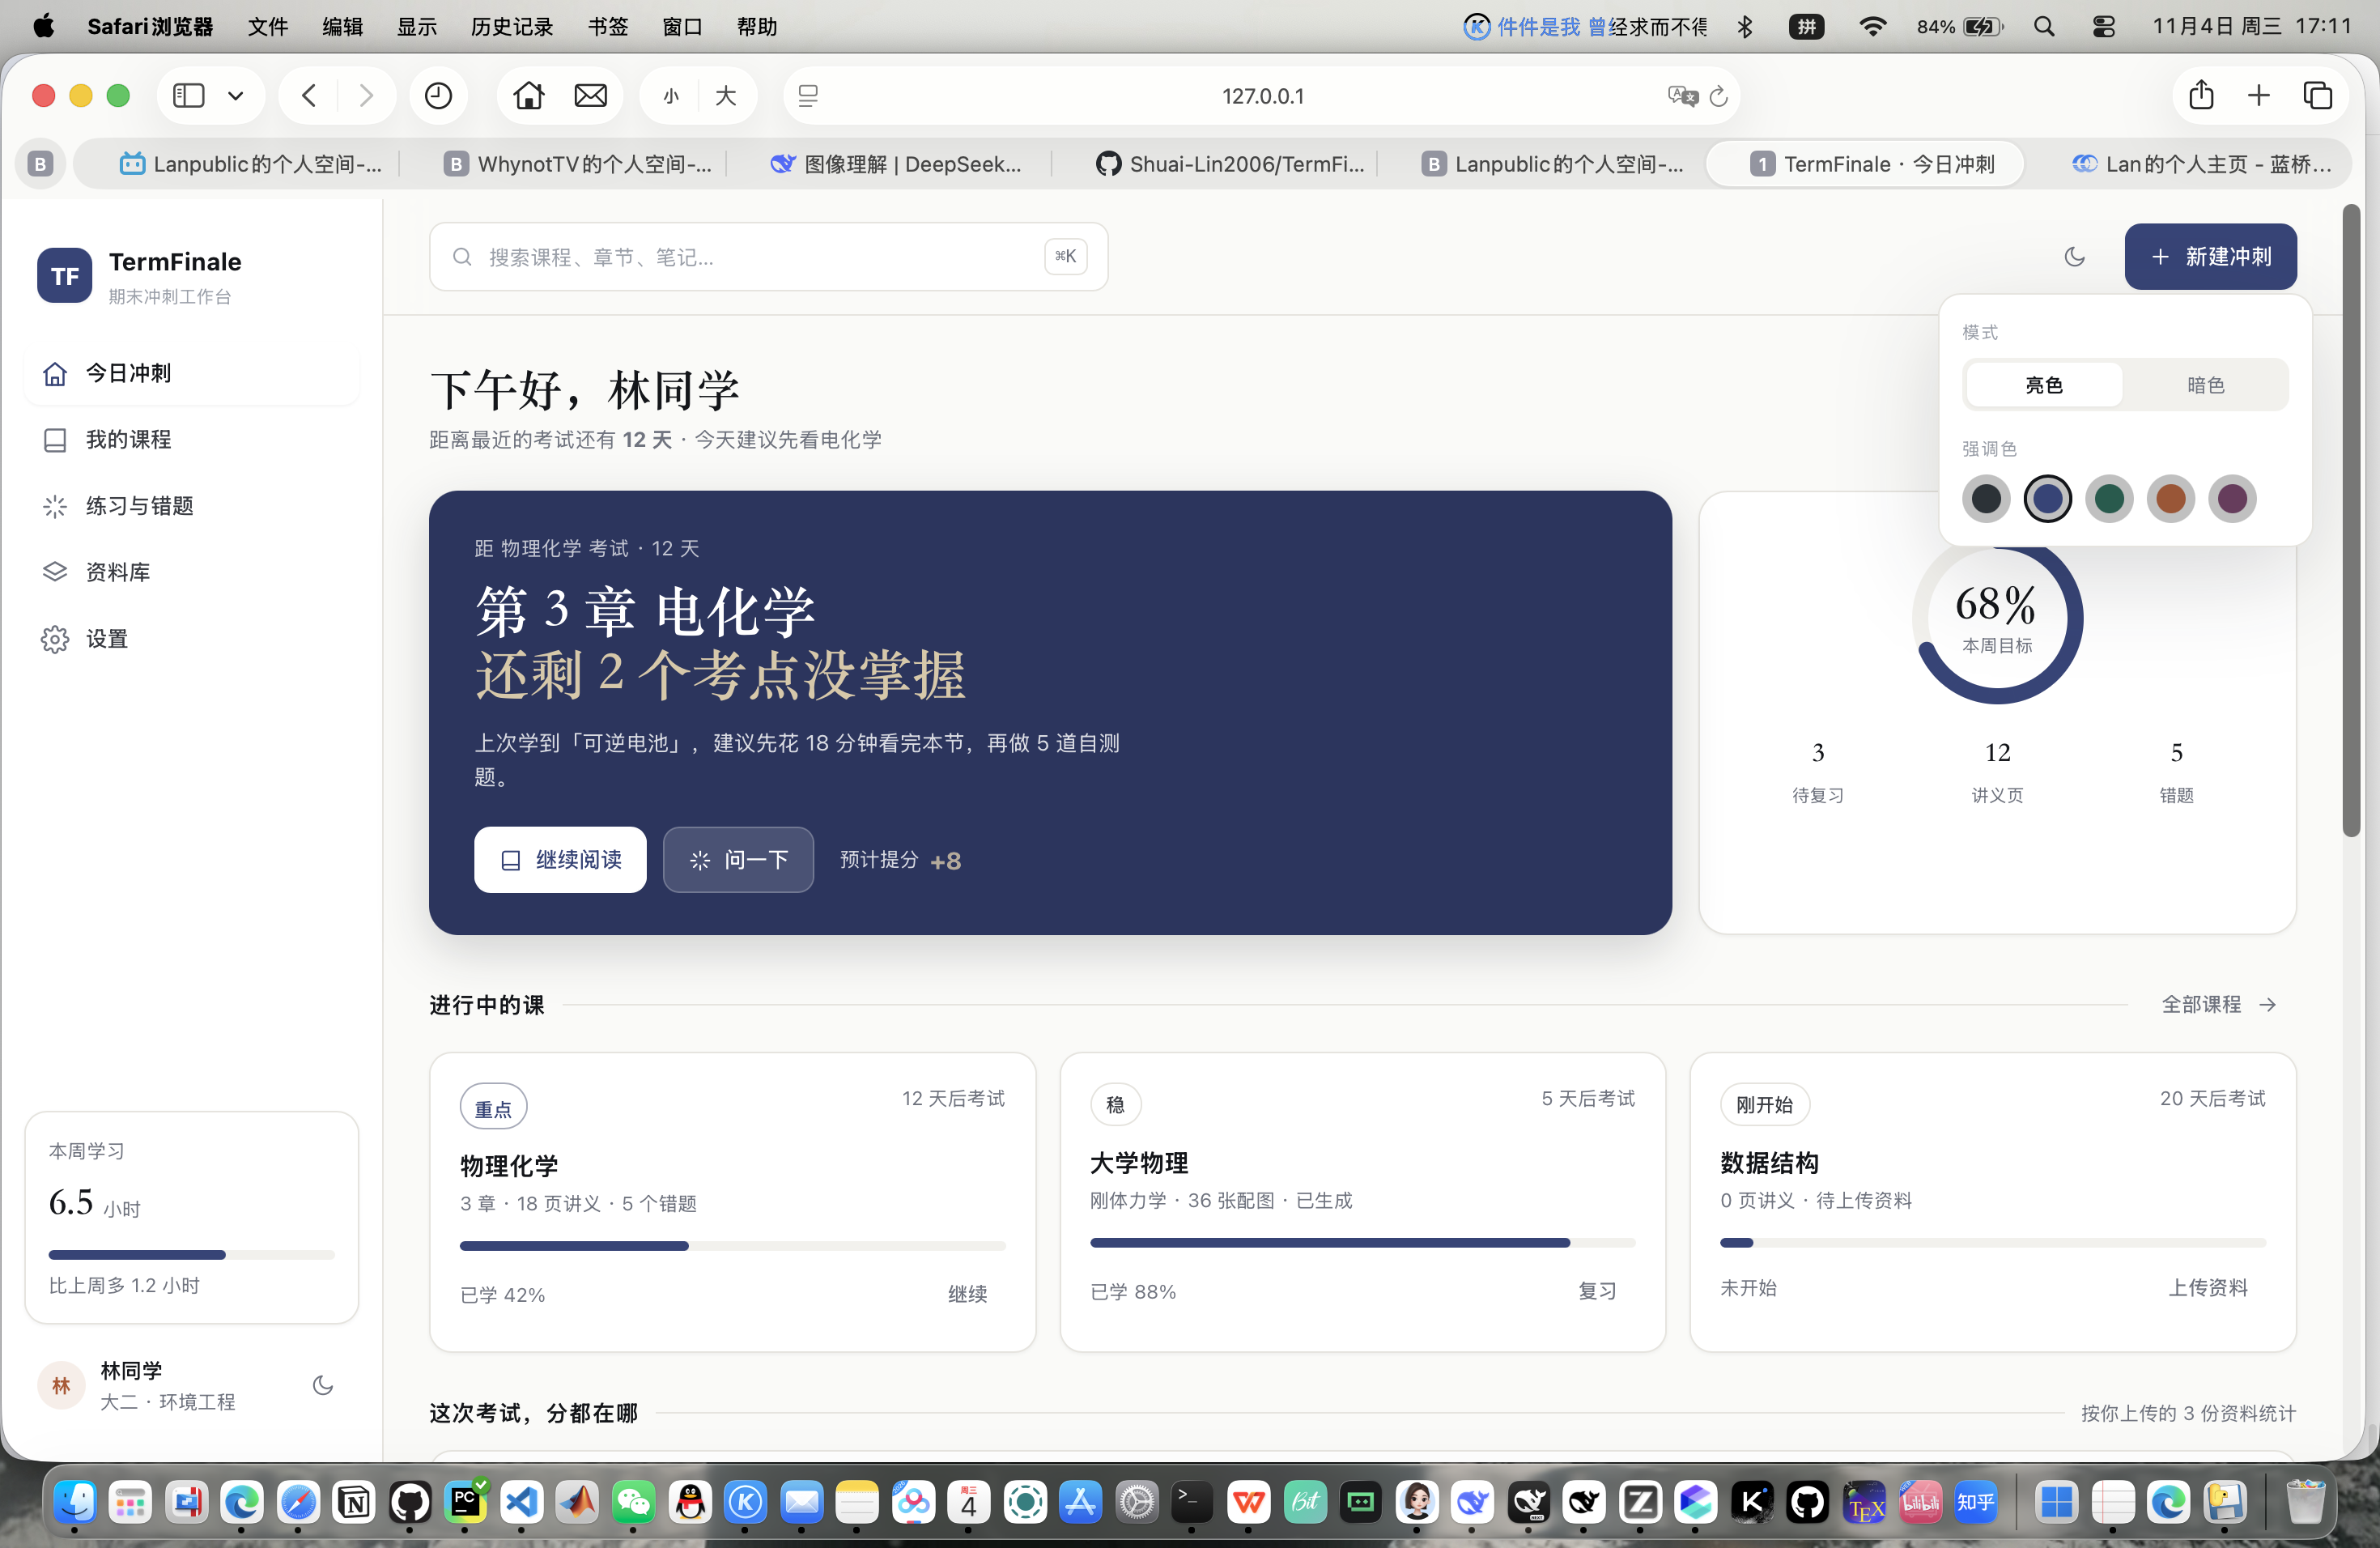 Safari浏览器 文件 编辑 显示 历史记录 书签 窗口 帮助
件件是我 曾经求而不得 拼 84% 11月4日 周三 17:11
小 大 127.0.0.1
B Lanpublic的个人空间-... B WhynotTV的个人空间-... 图像理解 | DeepSeek... Shuai-Lin2006/TermFi... B Lanpublic的个人空间-... 1 TermFinale · 今日冲刺 Lan的个人主页 - 蓝桥...
TF TermFinale
期末冲刺工作台
今日冲刺
我的课程
练习与错题
资料库
设置
本周学习
6.5 小时
比上周多 1.2 小时
林 林同学
大二 · 环境工程
搜索课程、章节、笔记... ⌘K
+ 新建冲刺
模式
亮色 暗色
强调色
下午好，林同学
距离最近的考试还有 12 天 · 今天建议先看电化学
距 物理化学 考试 · 12 天
第 3 章 电化学
还剩 2 个考点没掌握
上次学到「可逆电池」，建议先花 18 分钟看完本节，再做 5 道自测
题。
继续阅读 问一下 预计提分 +8
68%
本周目标
3 12 5
待复习 讲义页 错题
进行中的课 全部课程 →
重点 12 天后考试
物理化学
3 章 · 18 页讲义 · 5 个错题
已学 42% 继续
稳 5 天后考试
大学物理
刚体力学 · 36 张配图 · 已生成
已学 88% 复习
刚开始 20 天后考试
数据结构
0 页讲义 · 待上传资料
未开始 上传资料
这次考试，分都在哪 按你上传的 3 份资料统计
PC 周三 4 Bit TEX bilibili 知乎